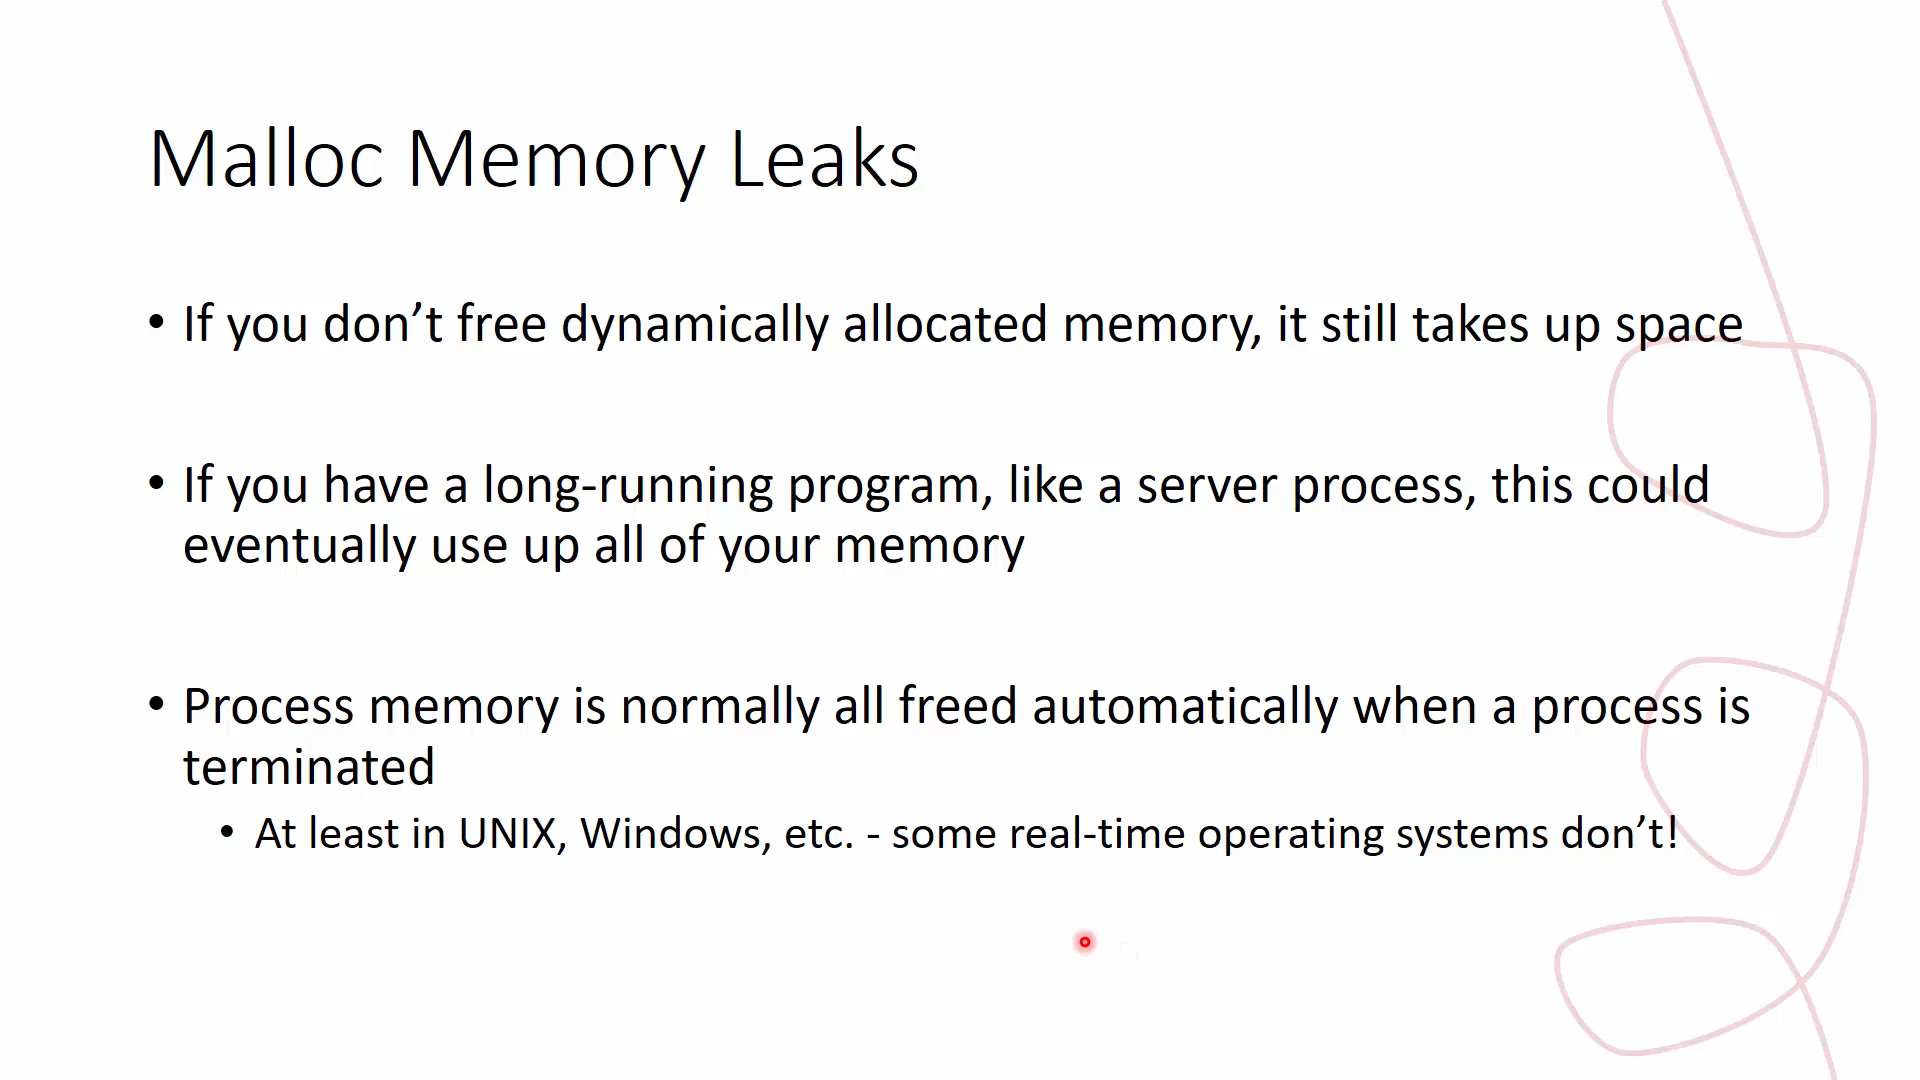 Malloc Memory Leaks
• If you don’t free dynamically allocated memory, it still takes up space
• If you have a long-running program, like a server process, this could
eventually use up all of your memory
• Process memory is normally all freed automatically when a process is
terminated
• At least in UNIX, Windows, etc. - some real-time operating systems don’t!